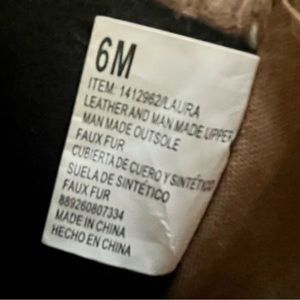 6M
ITEM: 1412962/LAURA
LEATHER AND MAN MADE UPPER
MAN MADE OUTSOLE
FAUX FUR
CUBIERTA DE CUERO Y SINTÉTICO
SUELA DE SINTÉTICO
FAUX FUR
889260807334
MADE IN CHINA
HECHO EN CHINA